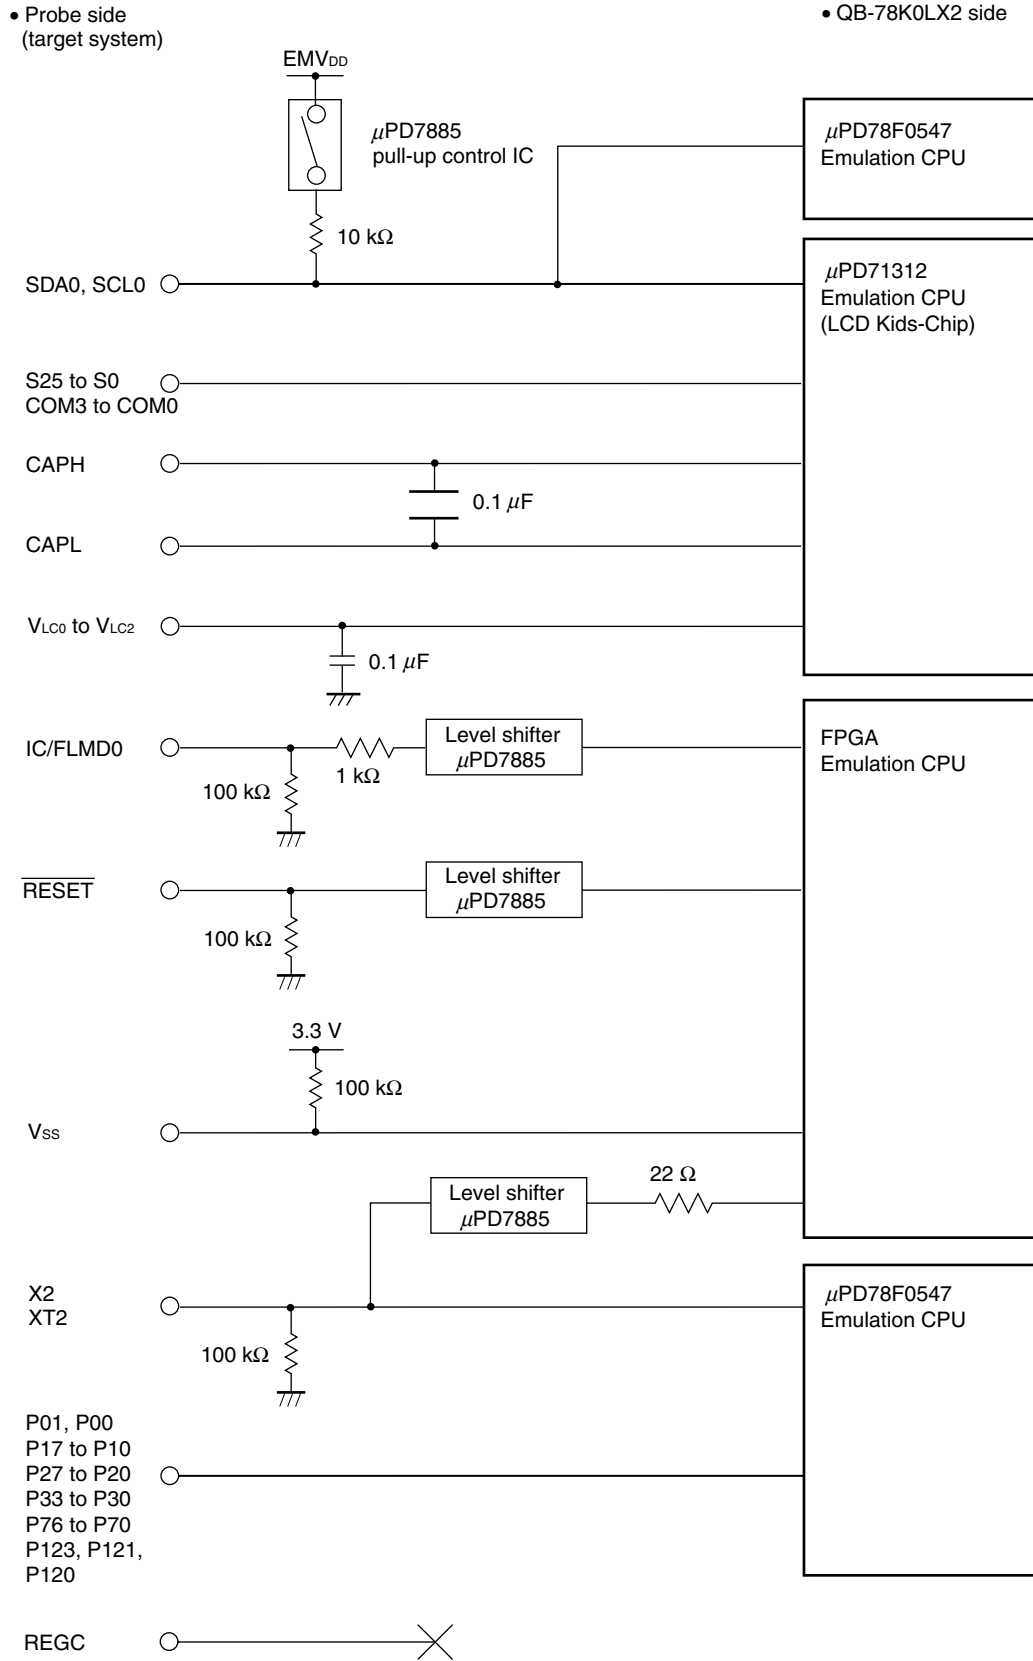 • Probe side
(target system)
• QB-78K0LX2 side
EMVDD
μPD7885
pull-up control IC
μPD78F0547
Emulation CPU
10 kΩ
SDA0, SCL0
μPD71312
Emulation CPU
(LCD Kids-Chip)
S25 to S0
COM3 to COM0
CAPH
0.1 μF
CAPL
VLC0 to VLC2
0.1 μF
IC/FLMD0
100 kΩ
1 kΩ
Level shifter
μPD7885
FPGA
Emulation CPU
RESET
100 kΩ
Level shifter
μPD7885
3.3 V
100 kΩ
VSS
Level shifter
μPD7885
22 Ω
X2
XT2
100 kΩ
μPD78F0547
Emulation CPU
P01, P00
P17 to P10
P27 to P20
P33 to P30
P76 to P70
P123, P121,
P120
REGC